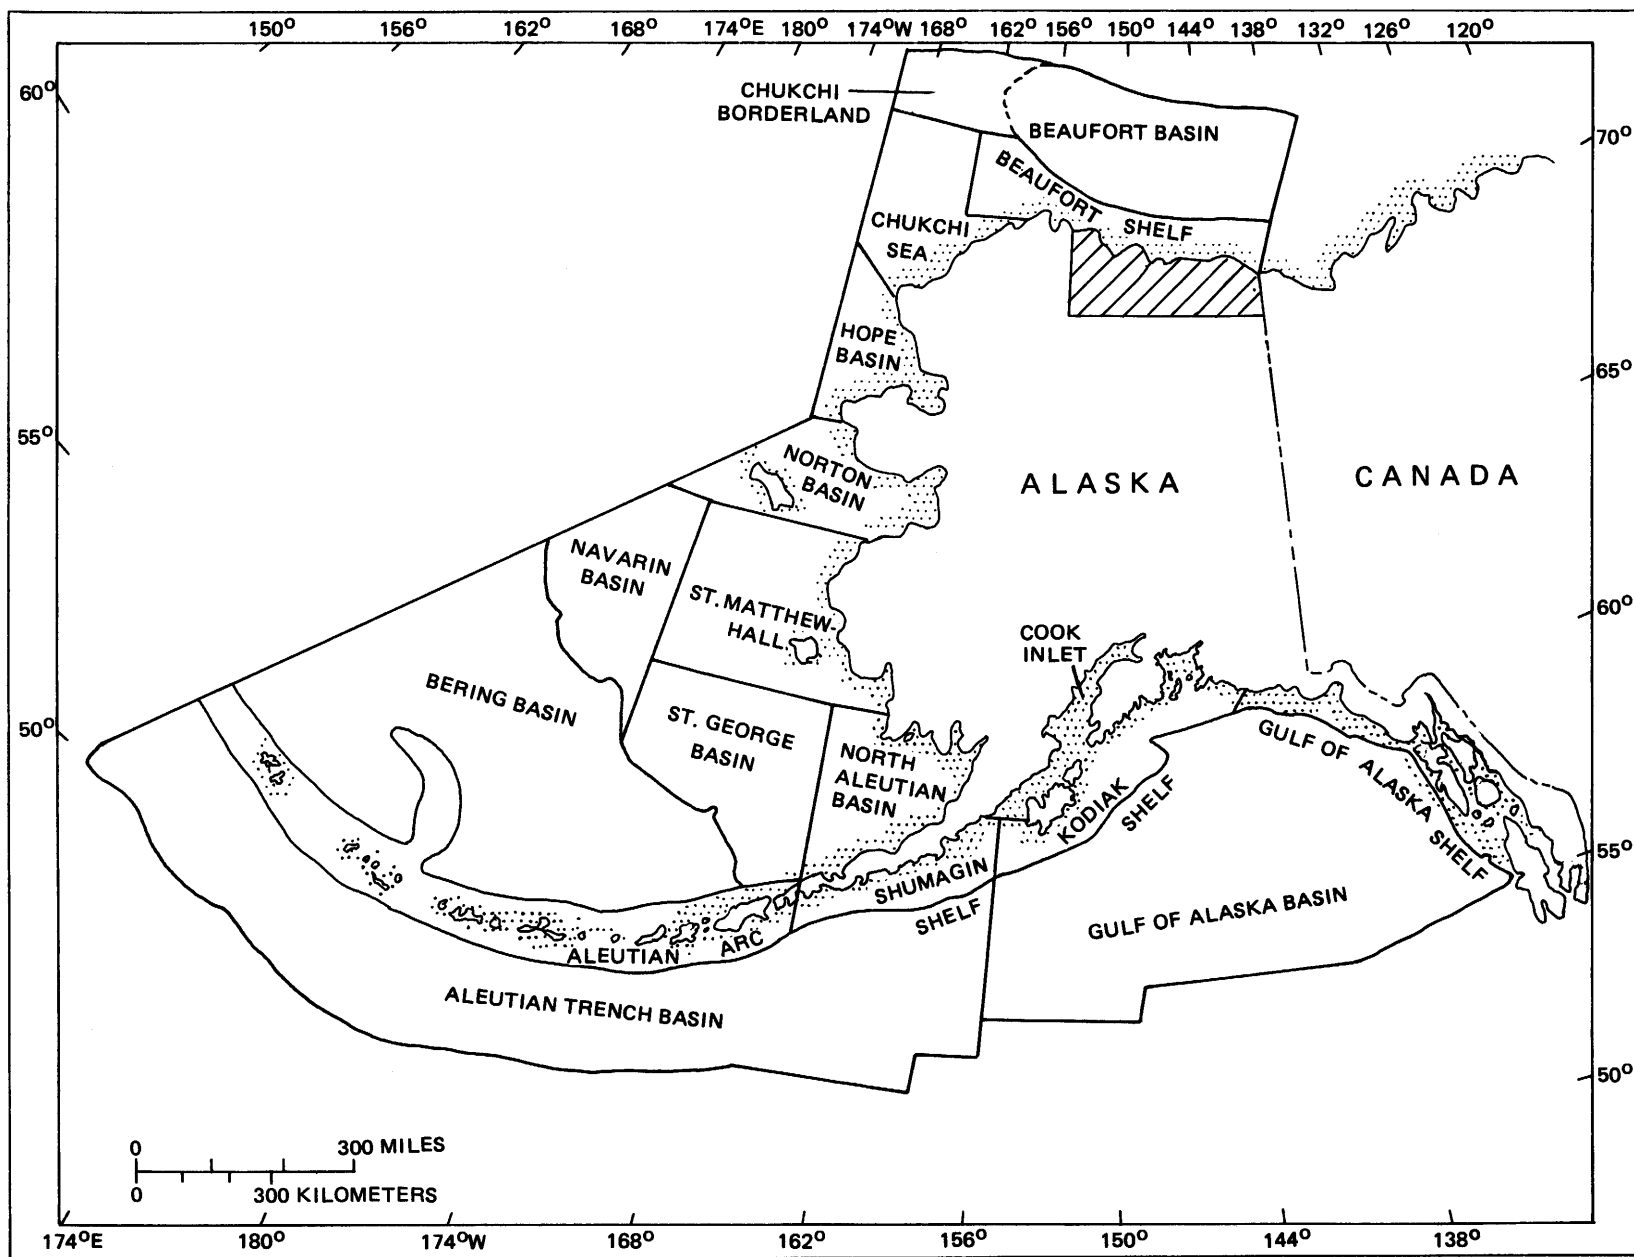 150° 156° 162° 168° 174°E 180° 174°W 168° 162° 156° 150° 144° 138° 132° 126° 120°
60°
CHUKCHI
BORDERLAND
BEAUFORT BASIN
70°
BEAUFORT SHELF
CHUKCHI
SEA
HOPE
BASIN
65°
55°
NORTON
BASIN
ALASKA
CANADA
NAVARIN
BASIN
ST. MATTHEW-
HALL
60°
COOK
INLET
BERING BASIN
50°
ST. GEORGE
BASIN
NORTH
ALEUTIAN
BASIN
GULF OF ALASKA SHELF
KODIAK
SHELF
55°
SHUMAGIN
SHELF
GULF OF ALASKA BASIN
ALEUTIAN ARC
ALEUTIAN TRENCH BASIN
50°
0 300 MILES
0 300 KILOMETERS
174°E 180° 174°W 168° 162° 156° 150° 144° 138°